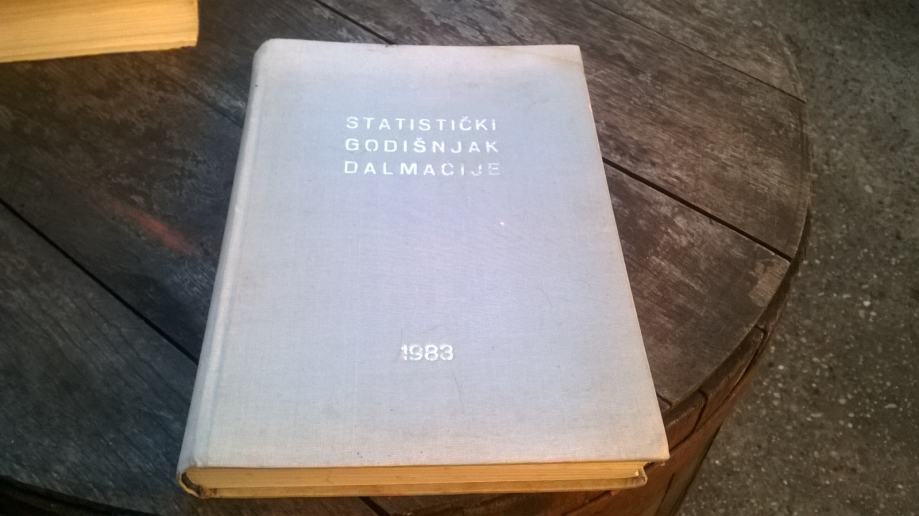 STATISTIČKI
GODIŠNJAK
DALMACIJE
1983